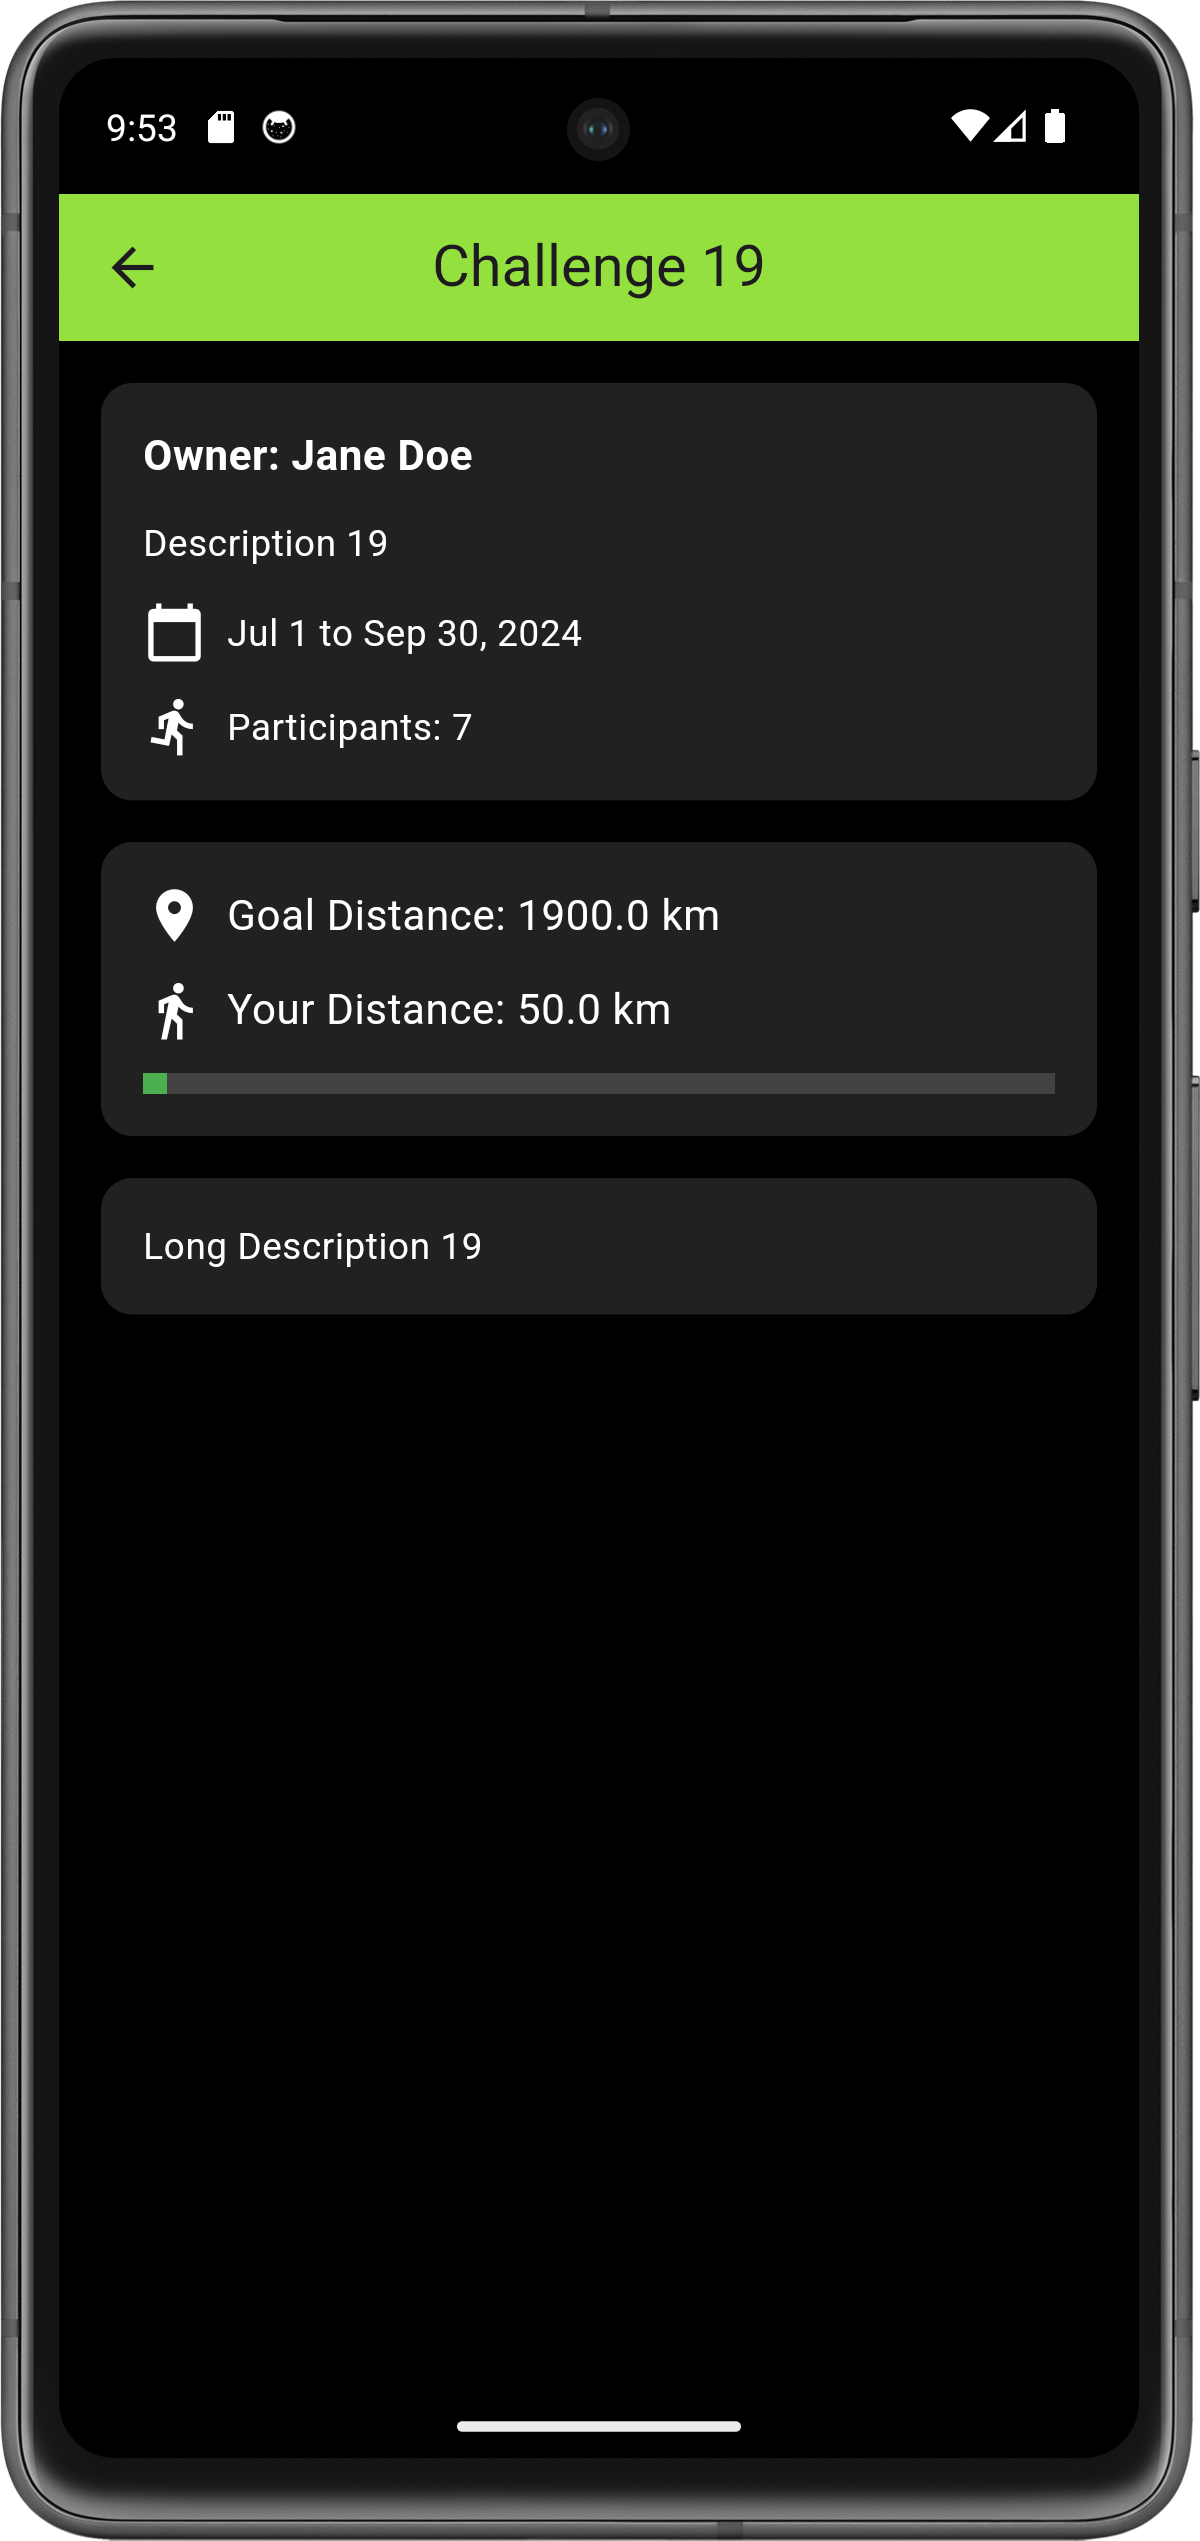 9:53
Challenge 19
Owner: Jane Doe
Description 19
Jul 1 to Sep 30, 2024
Participants: 7
Goal Distance: 1900.0 km
Your Distance: 50.0 km
Long Description 19